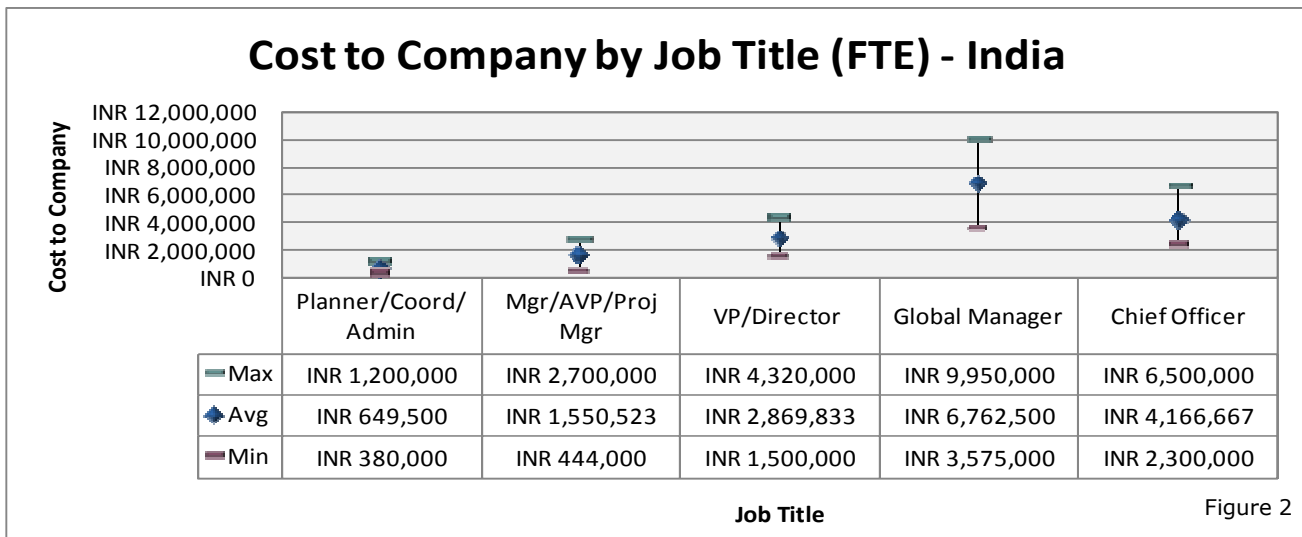 Cost to Company by Job Title (FTE) - India
Cost to Company
INR 12,000,000
INR 10,000,000
INR 8,000,000
INR 6,000,000
INR 4,000,000
INR 2,000,000
INR 0
Planner/Coord/ Mgr/AVP/Proj VP/Director Global Manager Chief Officer
Admin Mgr
Max INR 1,200,000 INR 2,700,000 INR 4,320,000 INR 9,950,000 INR 6,500,000
Avg INR 649,500 INR 1,550,523 INR 2,869,833 INR 6,762,500 INR 4,166,667
Min INR 380,000 INR 444,000 INR 1,500,000 INR 3,575,000 INR 2,300,000
Job Title
Figure 2